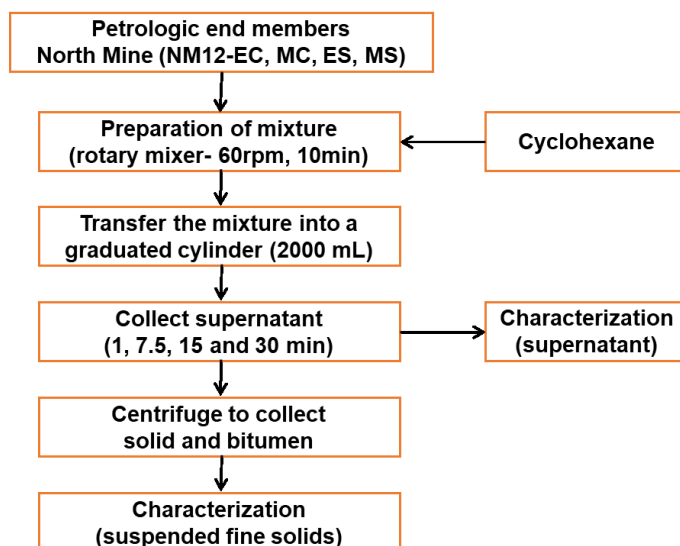 Petrologic end members
North Mine (NM12-EC, MC, ES, MS)
Preparation of mixture
(rotary mixer- 60rpm, 10min)
Cyclohexane
Transfer the mixture into a
graduated cylinder (2000 mL)
Collect supernatant
(1, 7.5, 15 and 30 min)
Characterization
(supernatant)
Centrifuge to collect
solid and bitumen
Characterization
(suspended fine solids)